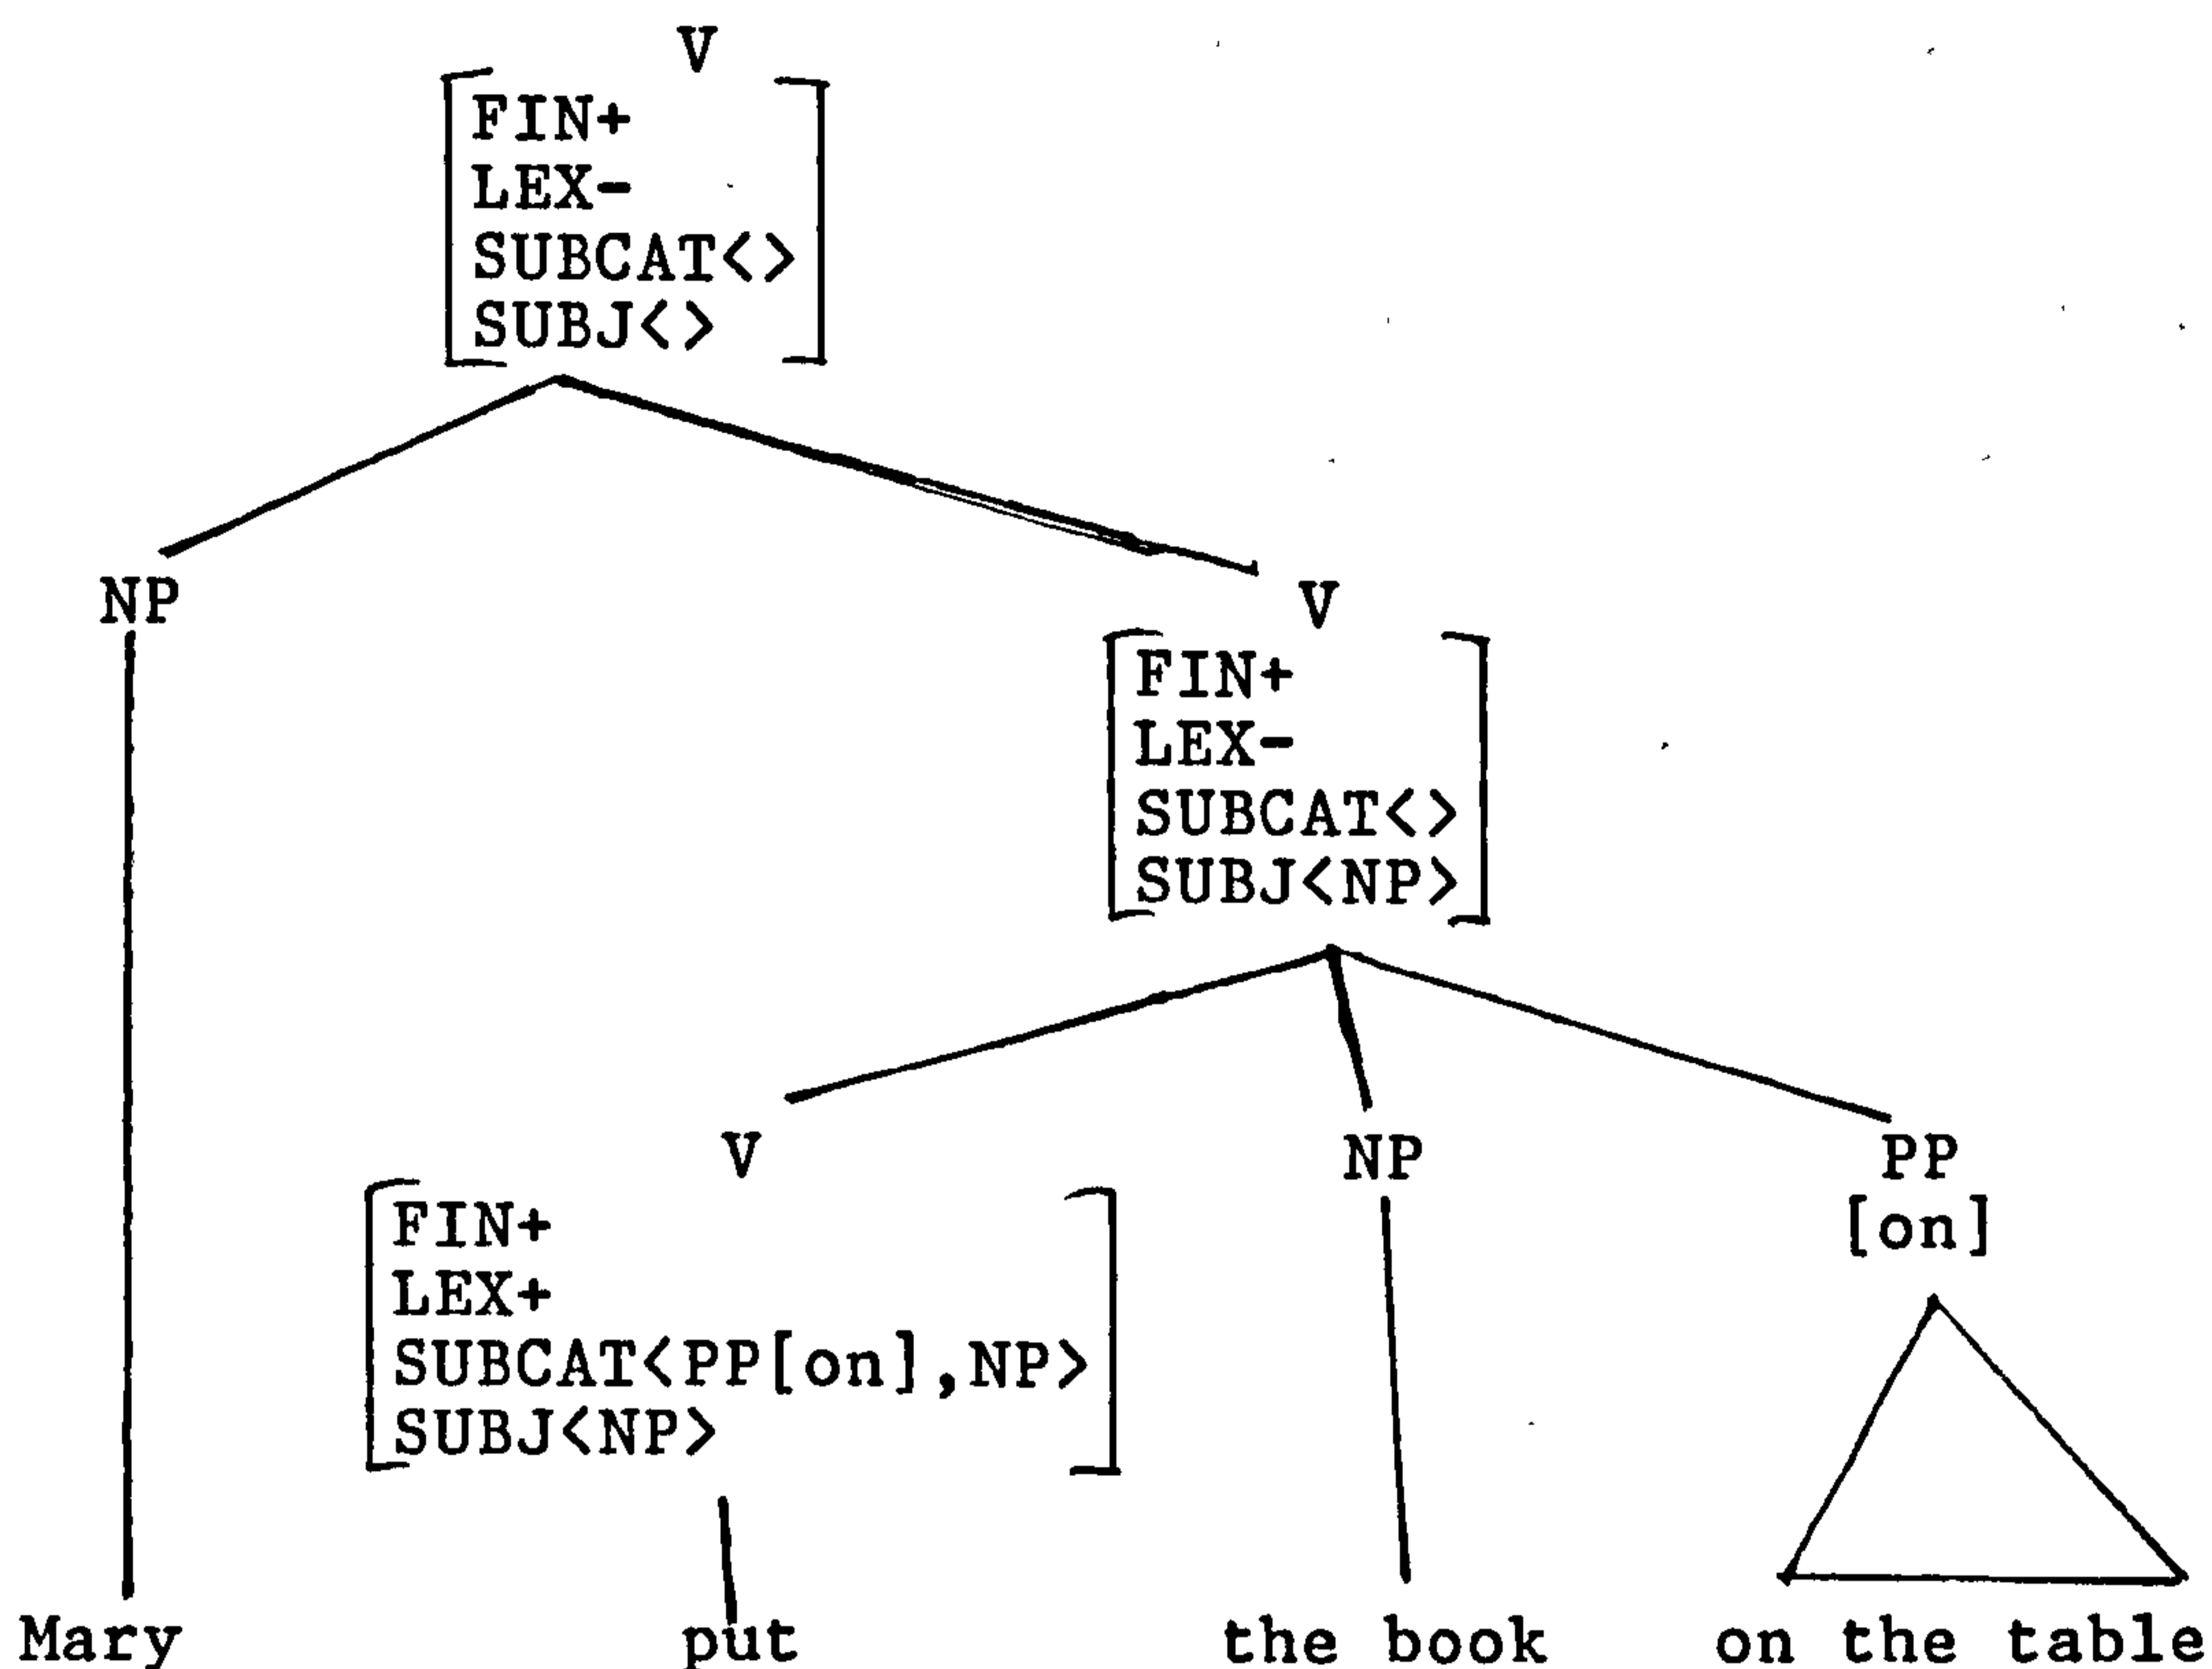 V
FIN+
LEX-
SUBCAT<>
SUBJ<>
NP
V
FIN+
LEX-
SUBCAT<>
SUBJ<NP>
V
NP
PP
[on]
FIN+
LEX+
SUBCAT<PP[on],NP>
SUBJ<NP>
Mary put the book on the table